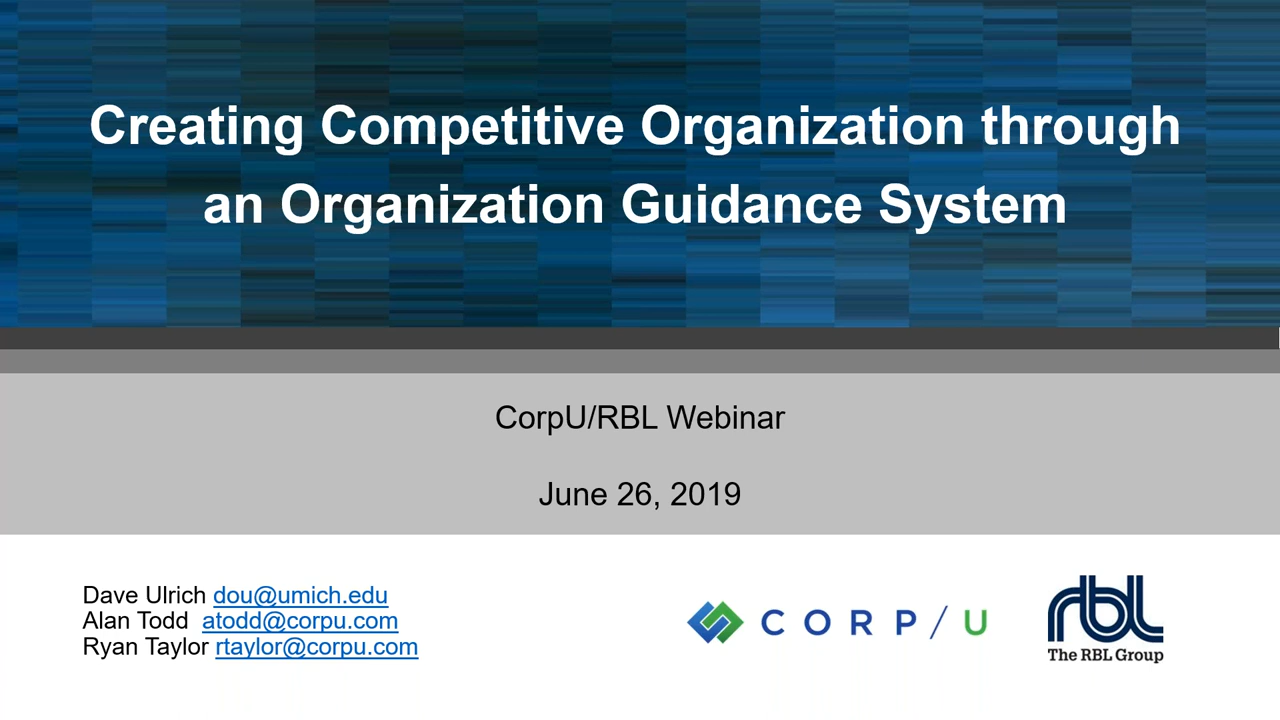 Creating Competitive Organization through
an Organization Guidance System
CorpU/RBL Webinar
June 26, 2019
Dave Ulrich dou@umich.edu
Alan Todd atodd@corpu.com
Ryan Taylor rtaylor@corpu.com
CORP/U
rbl
The RBL Group